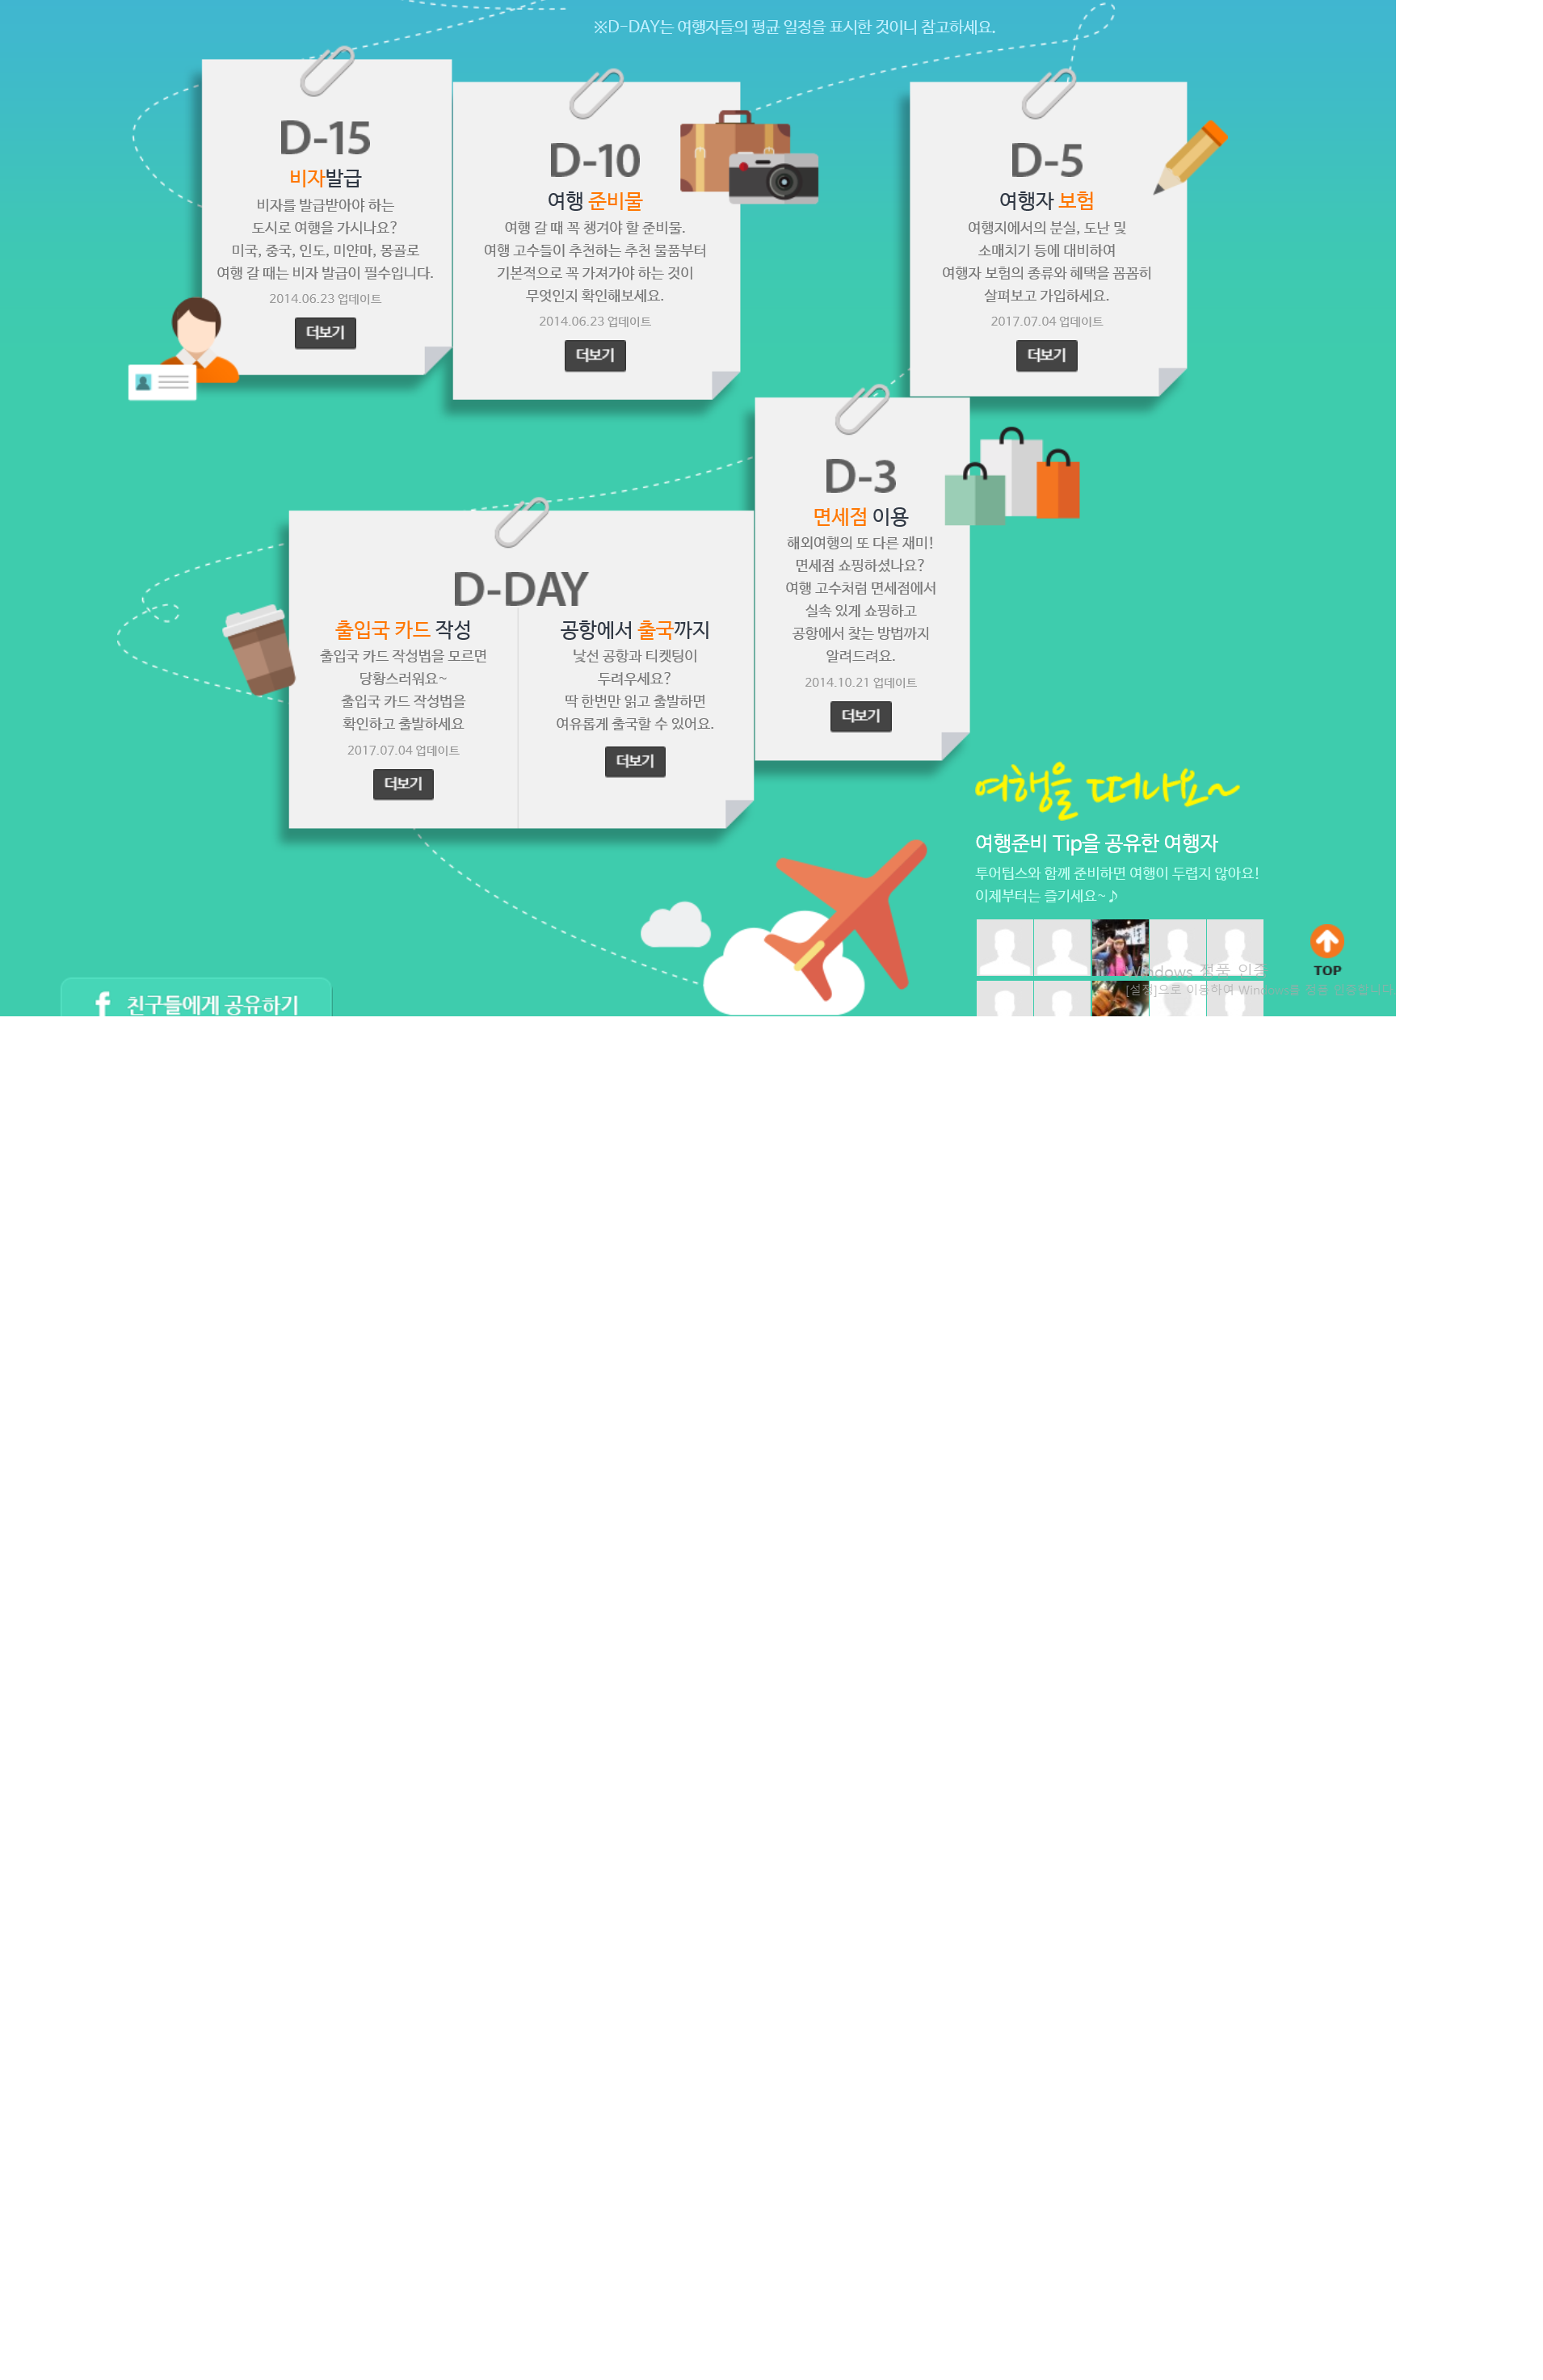 ※D-DAY는 여행자들의 평균 일정을 표시한 것이니 참고하세요.
D-15
비자발급
비자를 발급받아야 하는
도시로 여행을 가시나요?
미국, 중국, 인도, 미얀마, 몽골로
여행 갈 때는 비자 발급이 필수입니다.
2014.06.23 업데이트
더보기
D-10
여행 준비물
여행 갈 때 꼭 챙겨야 할 준비물.
여행 고수들이 추천하는 추천 물품부터
기본적으로 꼭 가져가야 하는 것이
무엇인지 확인해보세요.
2014.06.23 업데이트
더보기
D-5
여행자 보험
여행지에서의 분실, 도난 및
소매치기 등에 대비하여
여행자 보험의 종류와 혜택을 꼼꼼히
살펴보고 가입하세요.
2017.07.04 업데이트
더보기
D-3
면세점 이용
해외여행의 또 다른 재미!
면세점 쇼핑하셨나요?
여행 고수처럼 면세점에서
실속 있게 쇼핑하고
공항에서 찾는 방법까지
알려드려요.
2014.10.21 업데이트
더보기
D-DAY
출입국 카드 작성
출입국 카드 작성법을 모르면
당황스러워요~
출입국 카드 작성법을
확인하고 출발하세요
2017.07.04 업데이트
더보기
공항에서 출국까지
낯선 공항과 티켓팅이
두려우세요?
딱 한번만 읽고 출발하면
여유롭게 출국할 수 있어요.
더보기
여행을 떠나요~
여행준비 Tip을 공유한 여행자
투어팁스와 함께 준비하면 여행이 두렵지 않아요!
이제부터는 즐기세요~♪
TOP
Windows 정품 인증
[설정]으로 이동하여 Windows를 정품 인증합니다.
친구들에게 공유하기